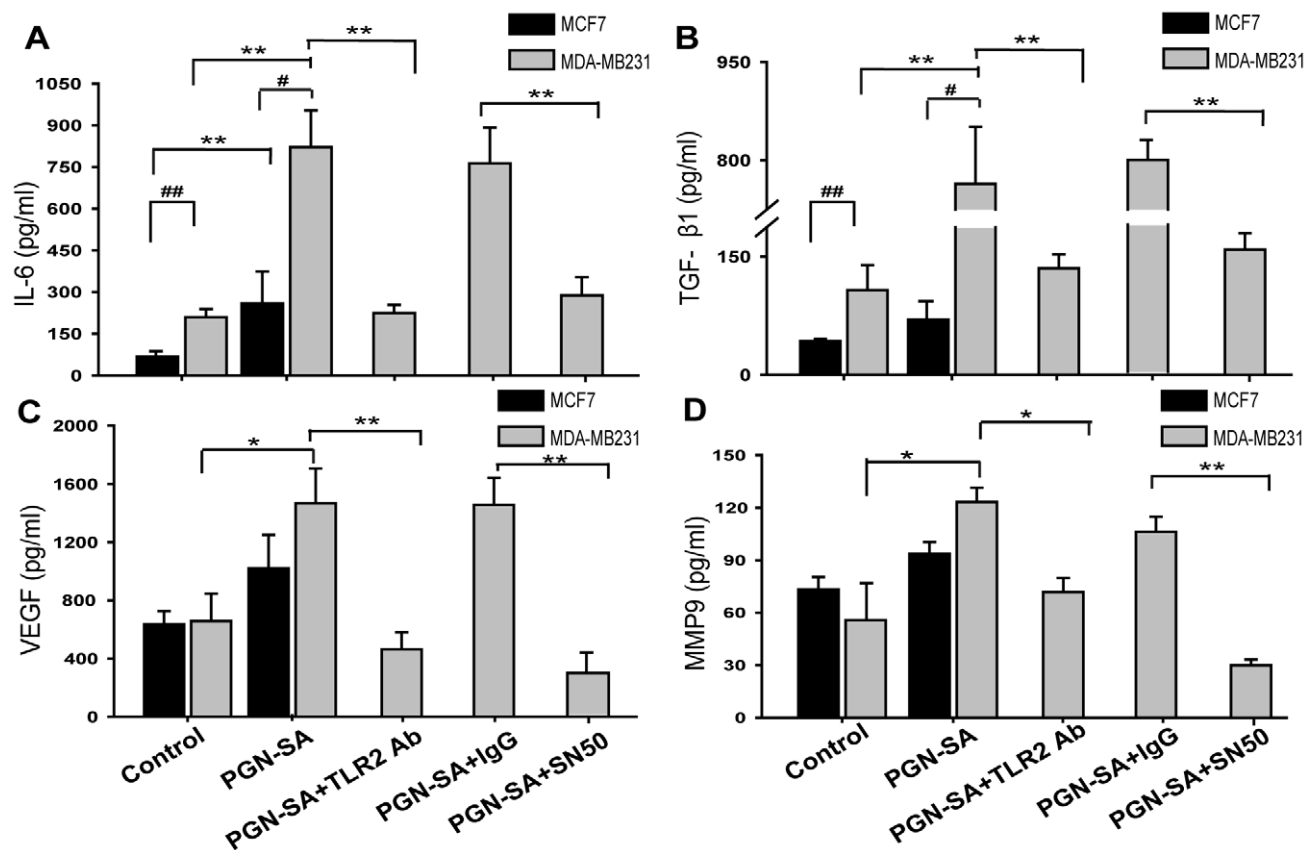 A
MCF7
MDA-MB231
**
**
#
**
**
##
1050
900
750
600
450
300
150
0
IL-6 (pg/ml)
B
MCF7
MDA-MB231
**
**
#
**
##
950
800
150
0
TGF- β1 (pg/ml)
C
MCF7
MDA-MB231
*
**
**
2000
1600
1200
800
400
0
VEGF (pg/ml)
Control
PGN-SA
PGN-SA+TLR2 Ab
PGN-SA+IgG
PGN-SA+SN50
D
MCF7
MDA-MB231
*
*
**
150
120
90
60
30
0
MMP9 (pg/ml)
Control
PGN-SA
PGN-SA+TLR2 Ab
PGN-SA+IgG
PGN-SA+SN50